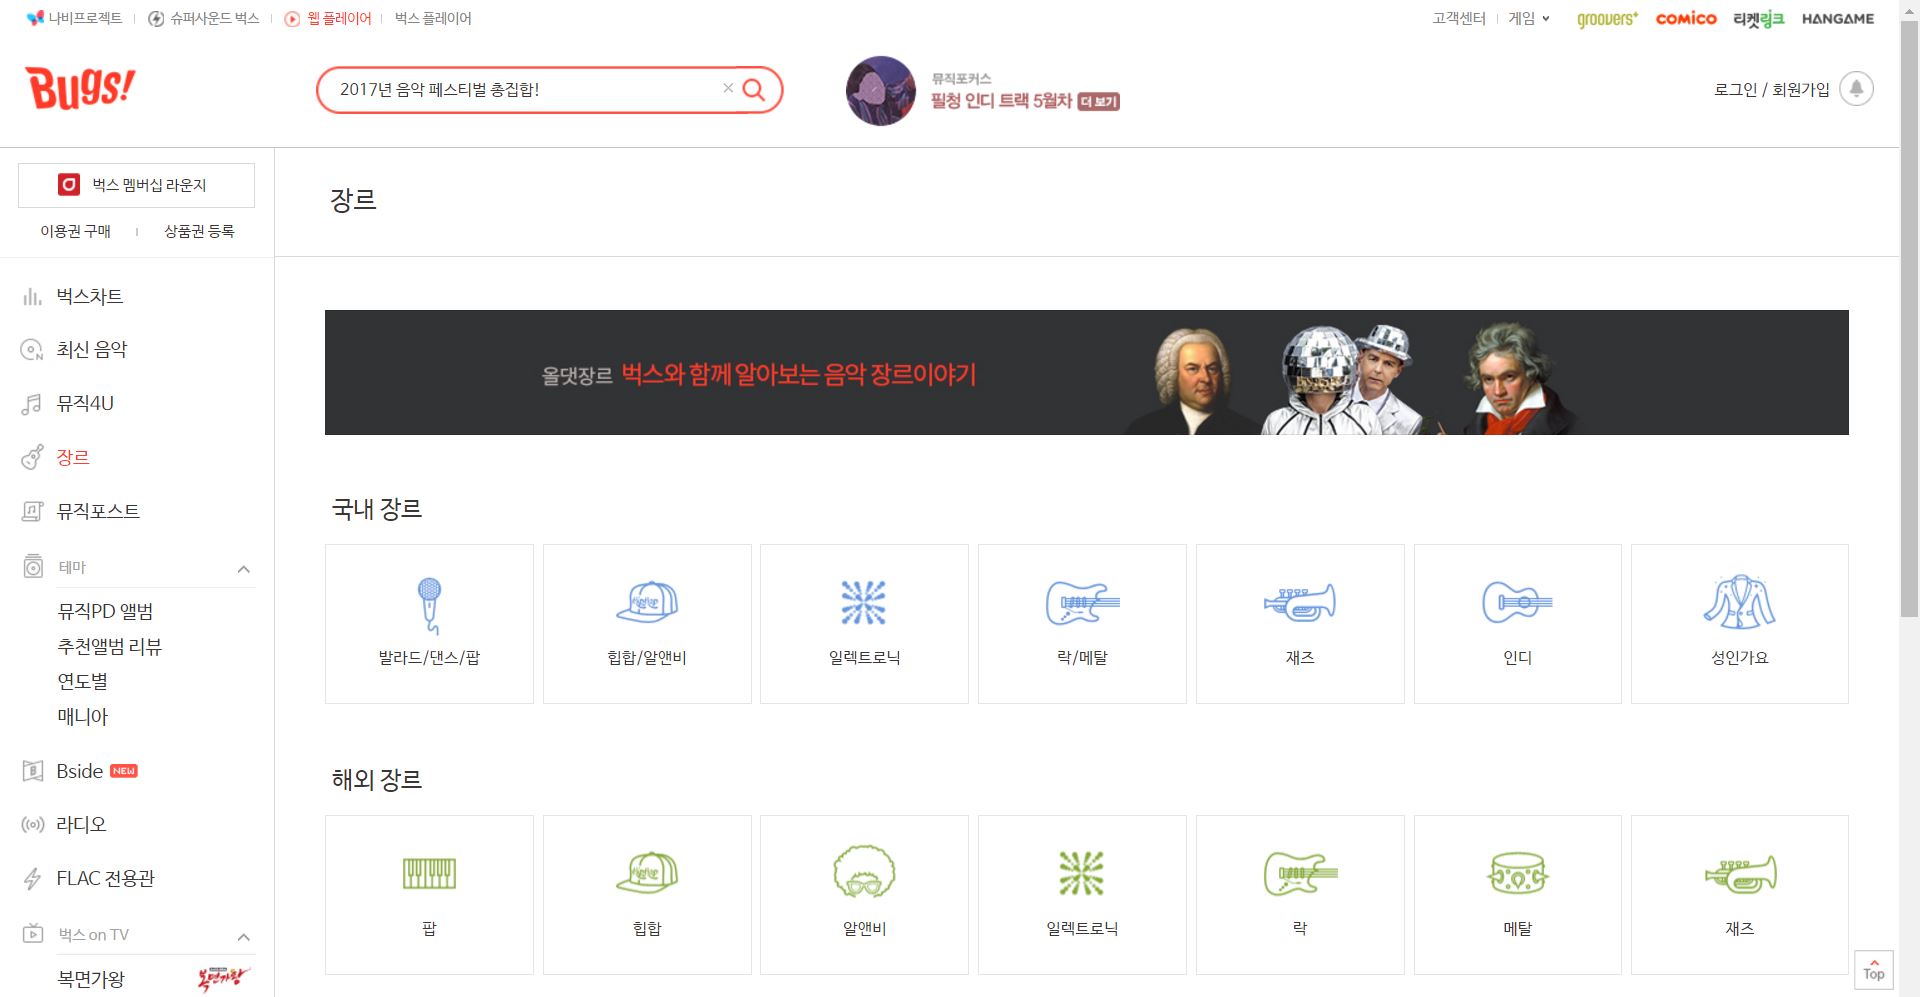 나비프로젝트 슈퍼사운드 벅스 웹 플레이어 벅스 플레이어 고객센터 게임 groovers+ comico 티켓링크 HANGAME
Bugs! 2017년 음악 페스티벌 총집합!
뮤직포커스
필청 인디 트랙 5월차 더 보기
로그인 / 회원가입
벅스 멤버십 라운지
이용권 구매 상품권 등록
벅스차트
최신 음악
뮤직4U
장르
뮤직포스트
테마
뮤직PD 앨범
추천앨범 리뷰
연도별
매니아
Bside NEW
라디오
FLAC 전용관
벅스 on TV
복면가왕 복면가왕
장르
올댓장르 벅스와 함께 알아보는 음악 장르이야기
국내 장르
발라드/댄스/팝 힙합/알앤비 일렉트로닉 락/메탈 재즈 인디 성인가요
해외 장르
팝 힙합 알앤비 일렉트로닉 락 메탈 재즈
Top